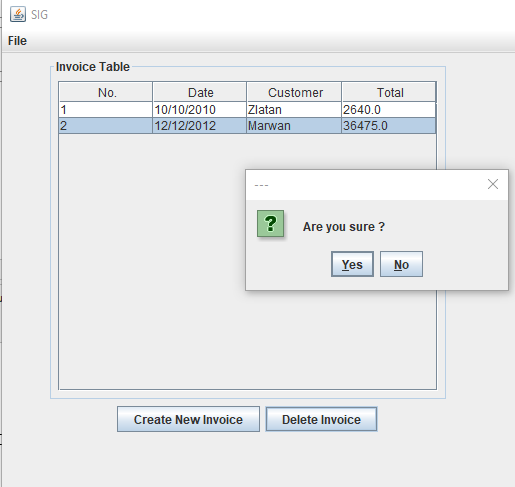 SIG
File
Invoice Table
No. Date Customer Total
1 10/10/2010 Zlatan 2640.0
2 12/12/2012 Marwan 36475.0
---
?
Are you sure ?
Yes No
Create New Invoice Delete Invoice